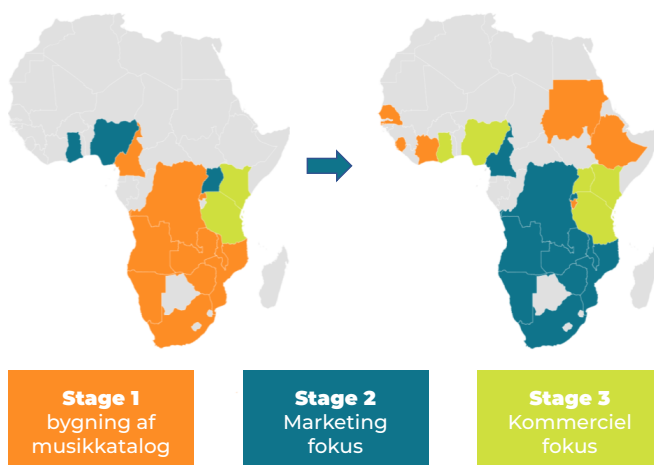 Stage 1
bygning af
musikkatalog
Stage 2
Marketing
fokus
Stage 3
Kommerciel
fokus